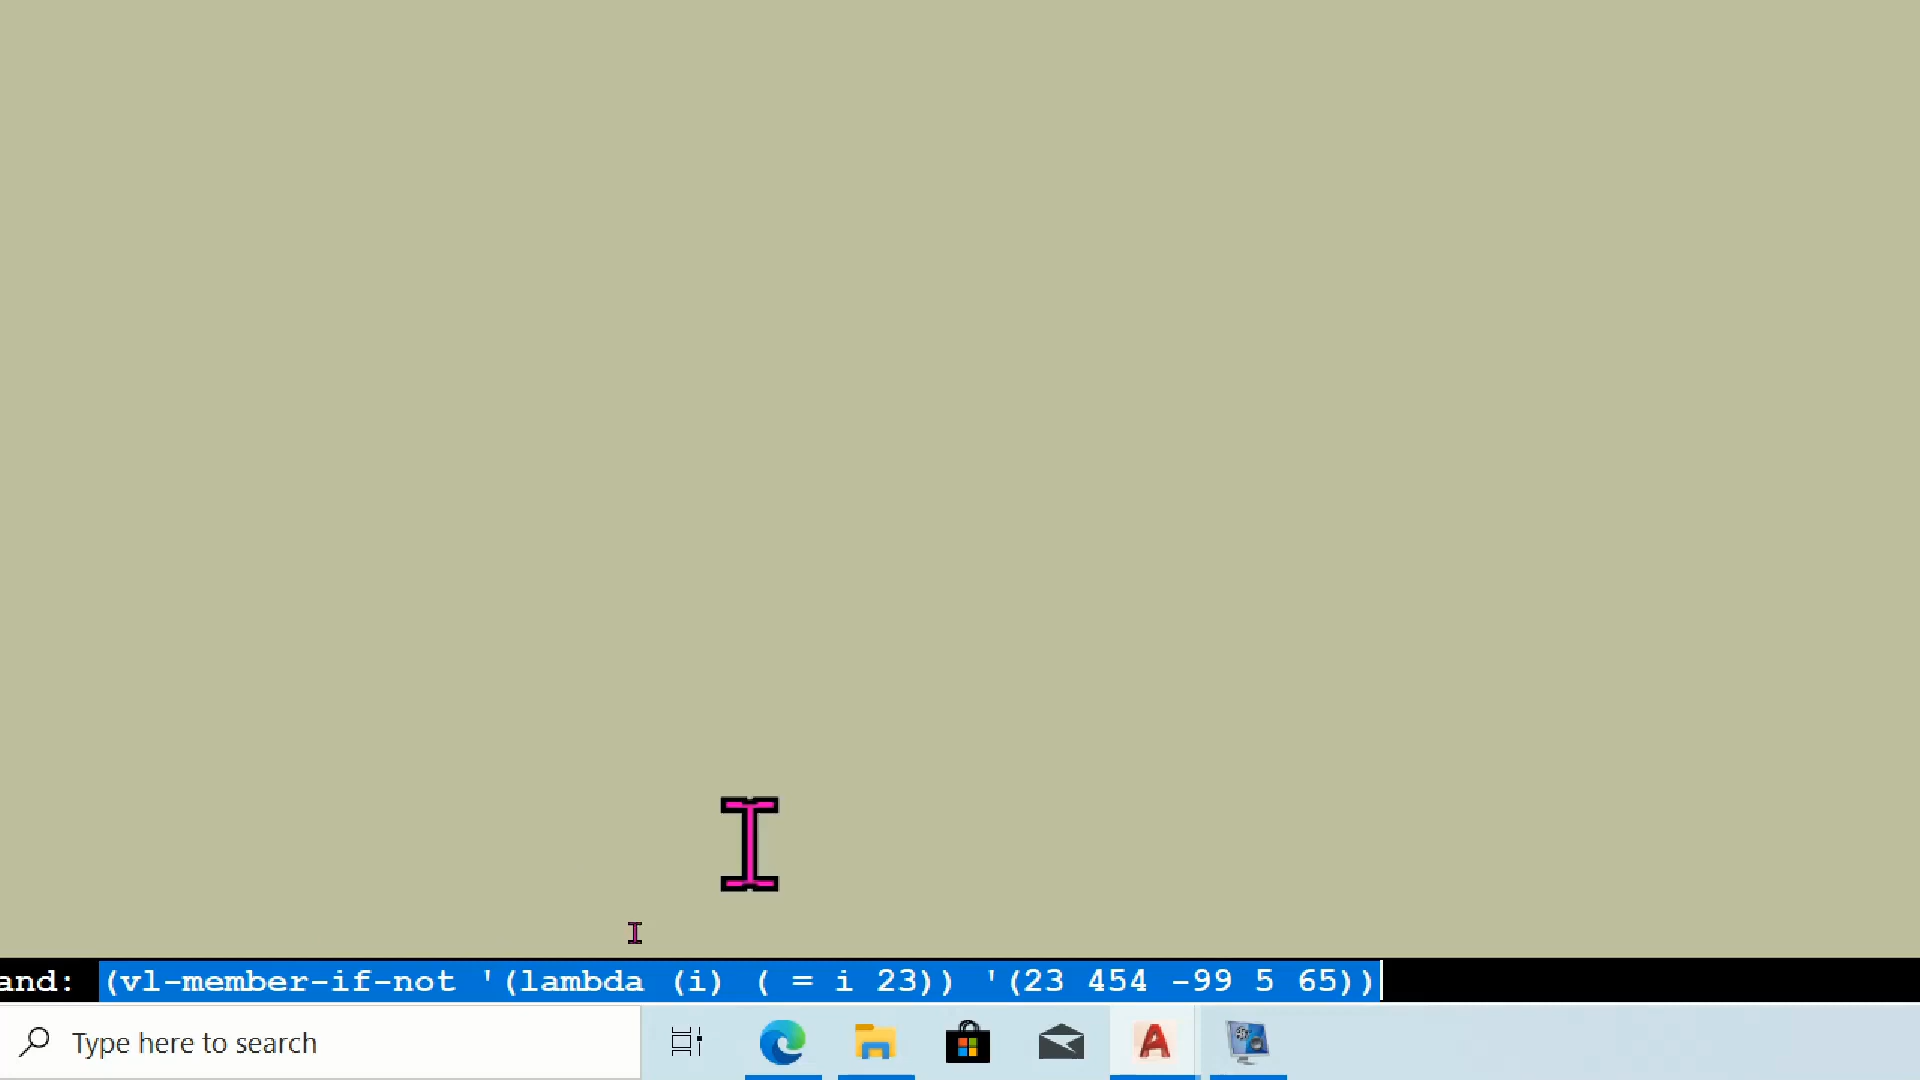 and: (vl-member-if-not '(lambda (i) ( = i 23)) '(23 454 -99 5 65))
Type here to search